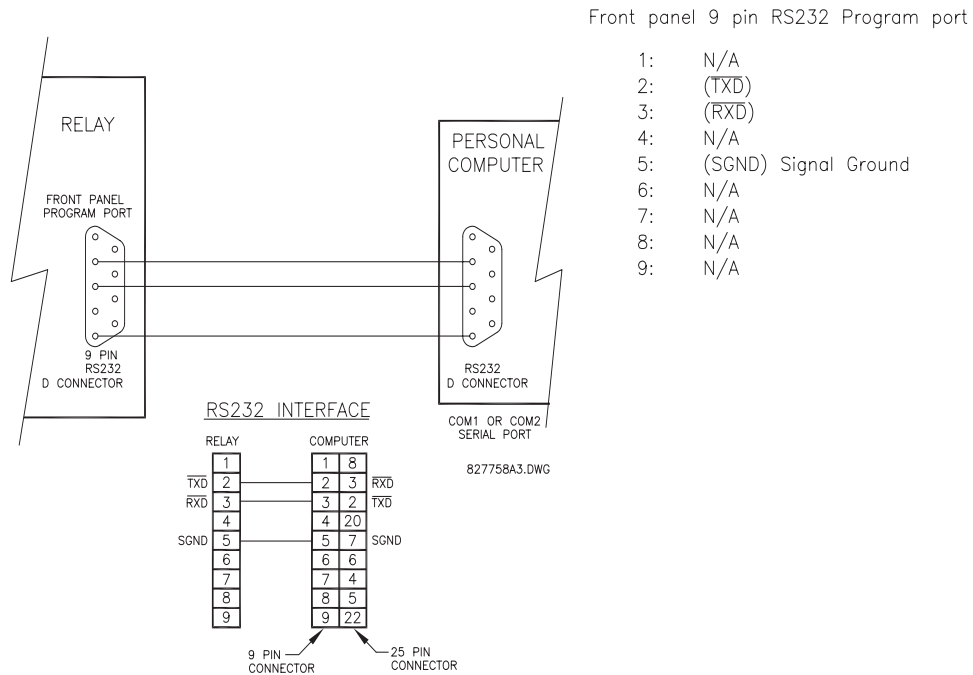 Front panel 9 pin RS232 Program port
1: N/A
2: (TXD)
3: (RXD)
4: N/A
5: (SGND) Signal Ground
6: N/A
7: N/A
8: N/A
9: N/A
RELAY
FRONT PANEL
PROGRAM PORT
9 PIN
RS232
D CONNECTOR
PERSONAL
COMPUTER
RS232
D CONNECTOR
COM1 OR COM2
SERIAL PORT
827758A3.DWG
RS232 INTERFACE
RELAY COMPUTER
1 1 8
TXD 2 2 3 RXD
RXD 3 3 2 TXD
4 4 20
SGND 5 5 7 SGND
6 6 6
7 7 4
8 8 5
9 9 22
9 PIN
CONNECTOR
25 PIN
CONNECTOR